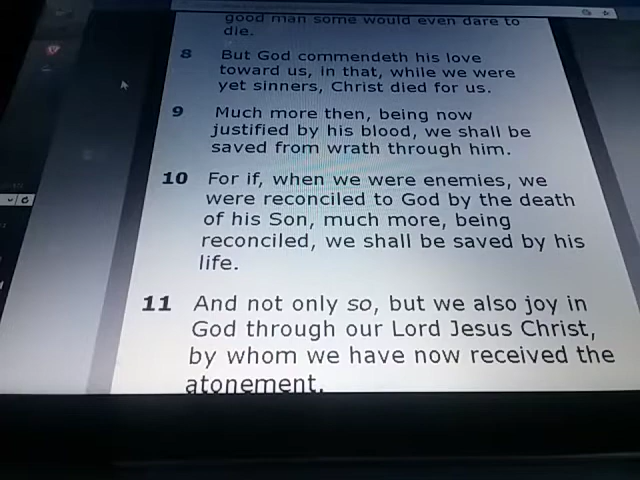 good man some would even dare to
die.
8 But God commendeth his love
toward us, in that, while we were
yet sinners, Christ died for us.
9 Much more then, being now
justified by his blood, we shall be
saved from wrath through him.
10 For if, when we were enemies, we
were reconciled to God by the death
of his Son, much more, being
reconciled, we shall be saved by his
life.
11 And not only so, but we also joy in
God through our Lord Jesus Christ,
by whom we have now received the
atonement.